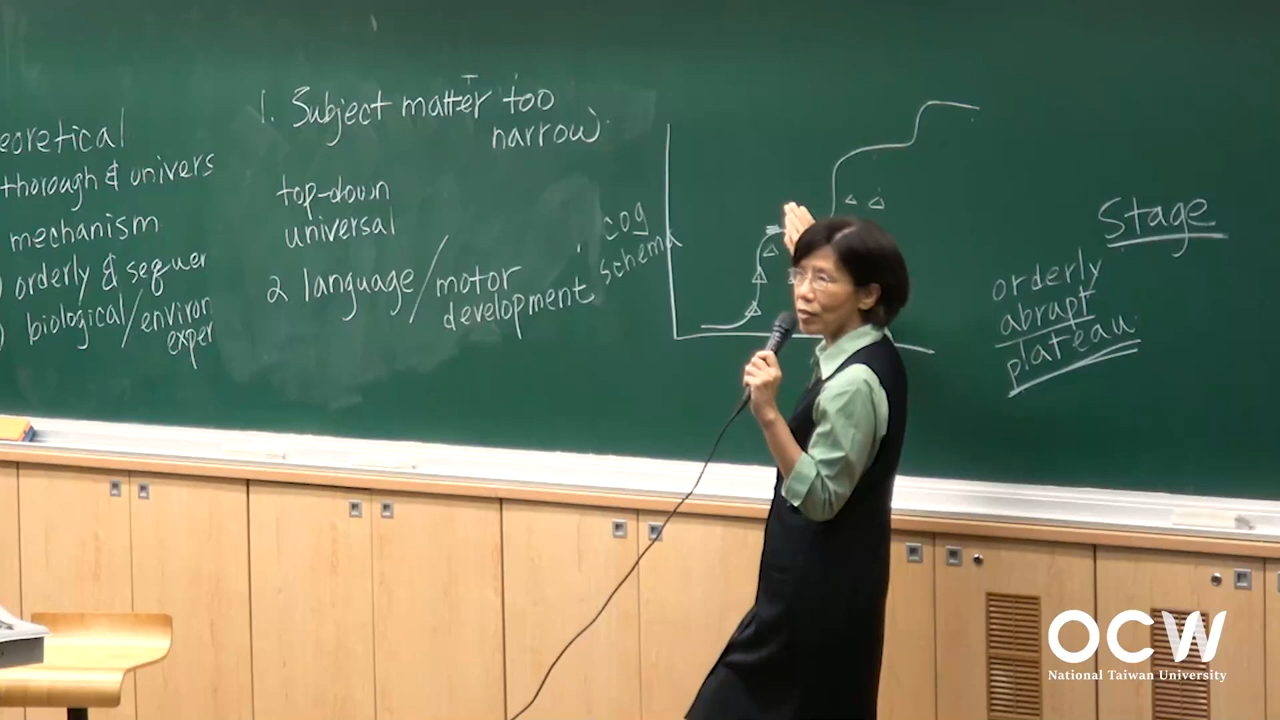 eoretical
thorough & univers
mechanism
orderly & sequen
biological/environ
exper
1. Subject matter too
narrow.
top-down
universal
2 language/motor
development
cog
schema
Stage
orderly
abrupt
plateau
OCW
National Taiwan University